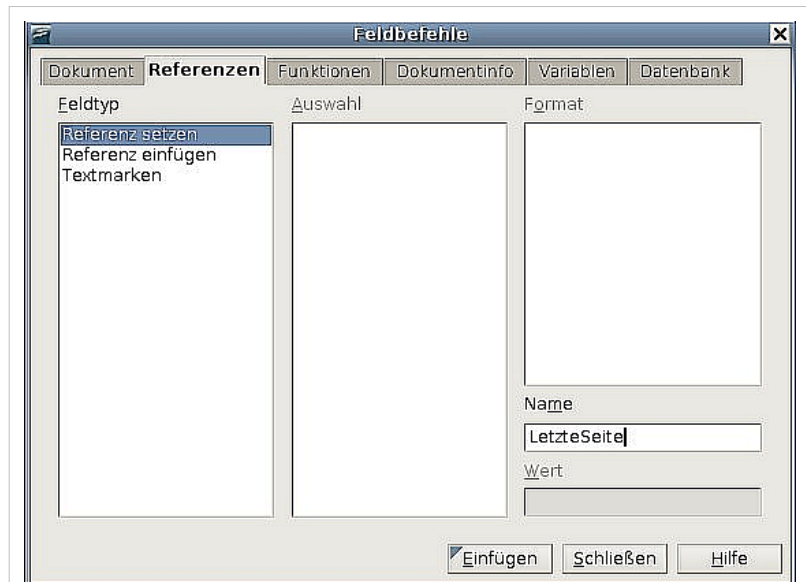 Feldbefehle
Dokument Referenzen Funktionen Dokumentinfo Variablen Datenbank
Feldtyp Auswahl Format
Referenz setzen
Referenz einfügen
Textmarken
Name
LetzteSeite
Wert
Einfügen Schließen Hilfe